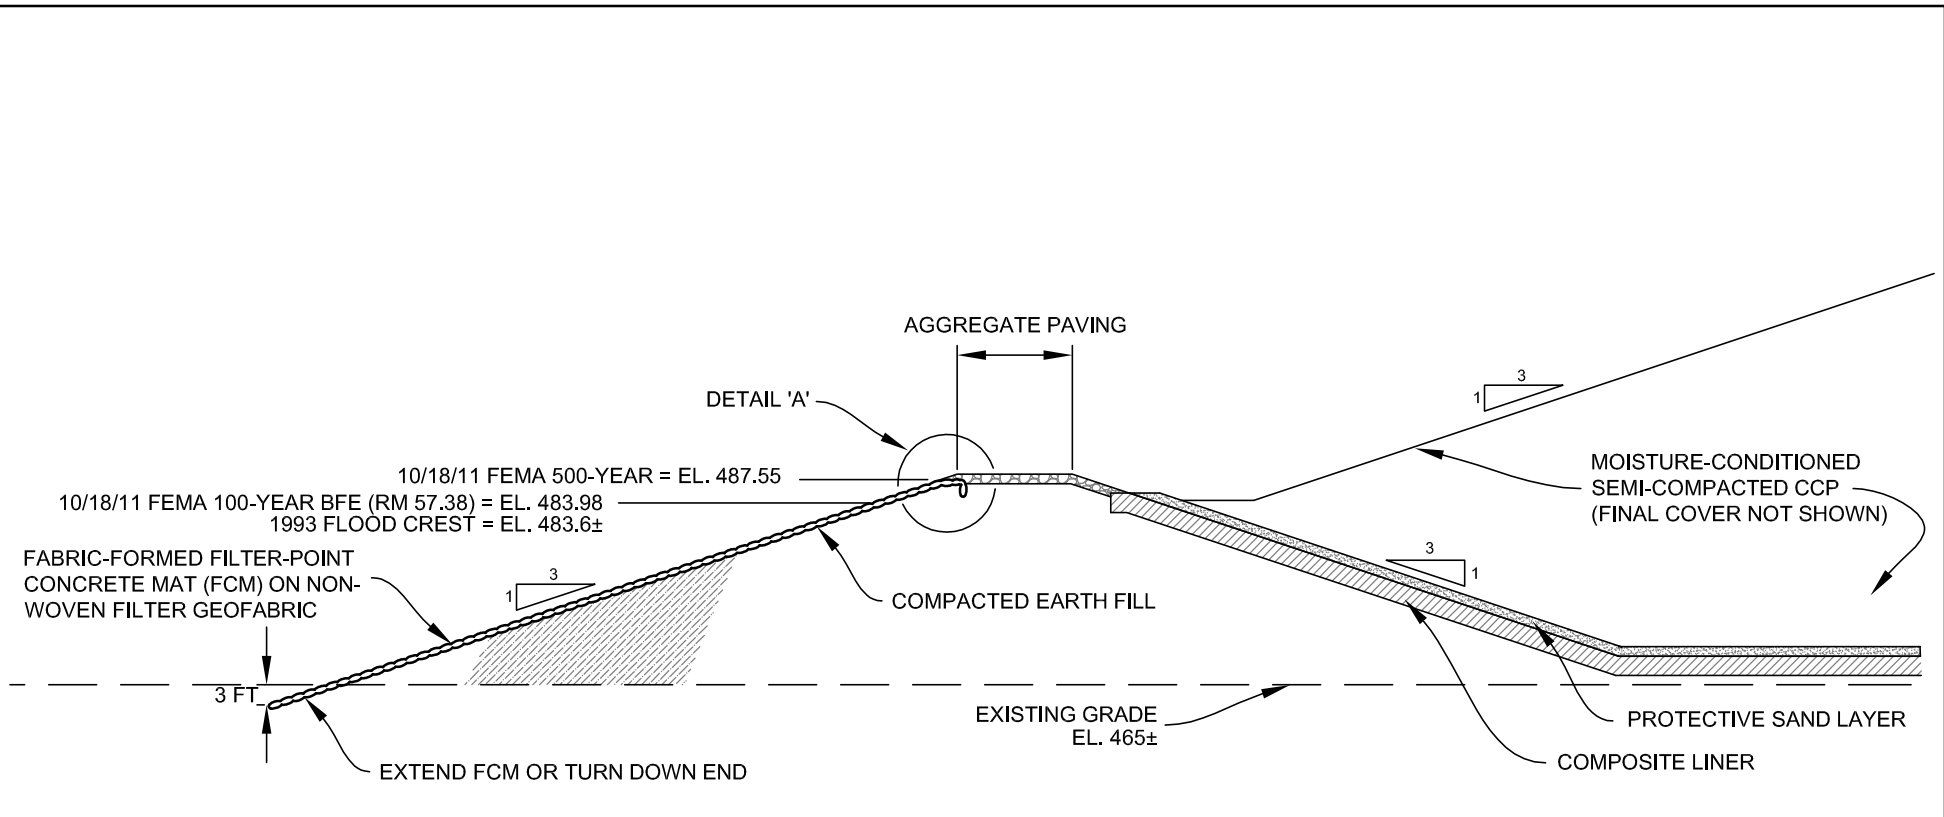 AGGREGATE PAVING
DETAIL 'A'
3
1
10/18/11 FEMA 500-YEAR = EL. 487.55
10/18/11 FEMA 100-YEAR BFE (RM 57.38) = EL. 483.98
1993 FLOOD CREST = EL. 483.6±
MOISTURE-CONDITIONED
SEMI-COMPACTED CCP
(FINAL COVER NOT SHOWN)
FABRIC-FORMED FILTER-POINT
CONCRETE MAT (FCM) ON NON-
WOVEN FILTER GEOFABRIC
3
1
3
1
COMPACTED EARTH FILL
3 FT
EXISTING GRADE
EL. 465±
PROTECTIVE SAND LAYER
COMPOSITE LINER
EXTEND FCM OR TURN DOWN END